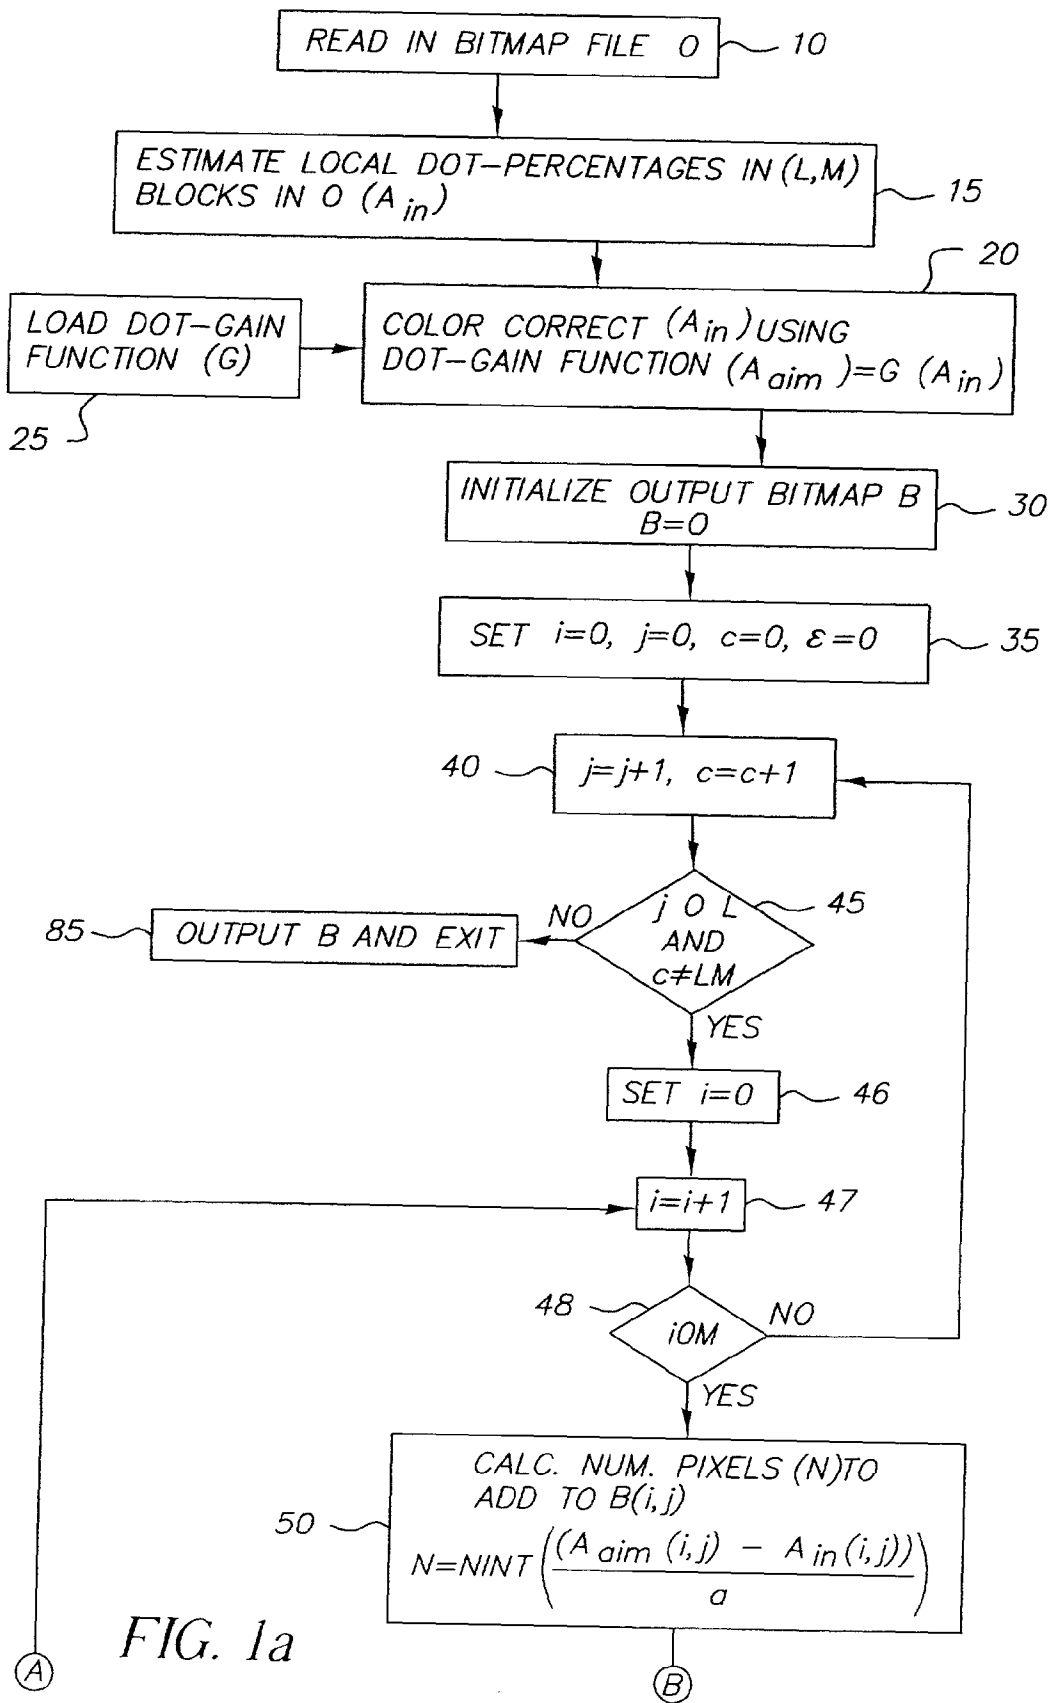 READ IN BITMAP FILE O
10
ESTIMATE LOCAL DOT-PERCENTAGES IN (L,M)
BLOCKS IN O (A in)
15
20
LOAD DOT-GAIN
FUNCTION (G)
25
COLOR CORRECT (A in) USING
DOT-GAIN FUNCTION (A aim )=G (A in)
INITIALIZE OUTPUT BITMAP B
B=0
30
SET i=0, j=0, c=0, ε=0
35
40
j=j+1, c=c+1
j O L
AND
c≠LM
45
NO
85
OUTPUT B AND EXIT
YES
SET i=0
46
i=i+1
47
48
iOM
NO
YES
CALC. NUM. PIXELS (N)TO
ADD TO B(i,j)
50
N=NINT ((A aim (i,j) - A in (i,j))/a)
FIG. 1a
A
B